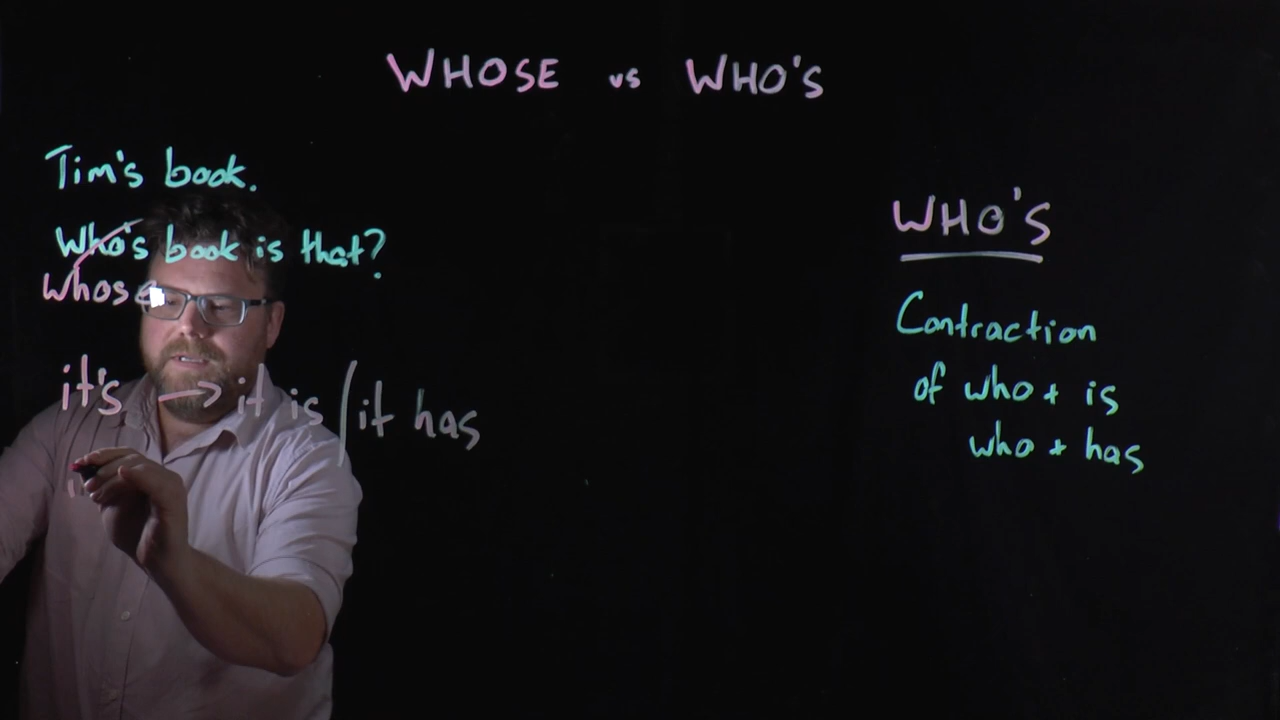 WHOSE vs WHO'S
Tim's book.
Who's book is that?
whose
it's → it is / it has
WHO'S
Contraction
of who + is
who + has